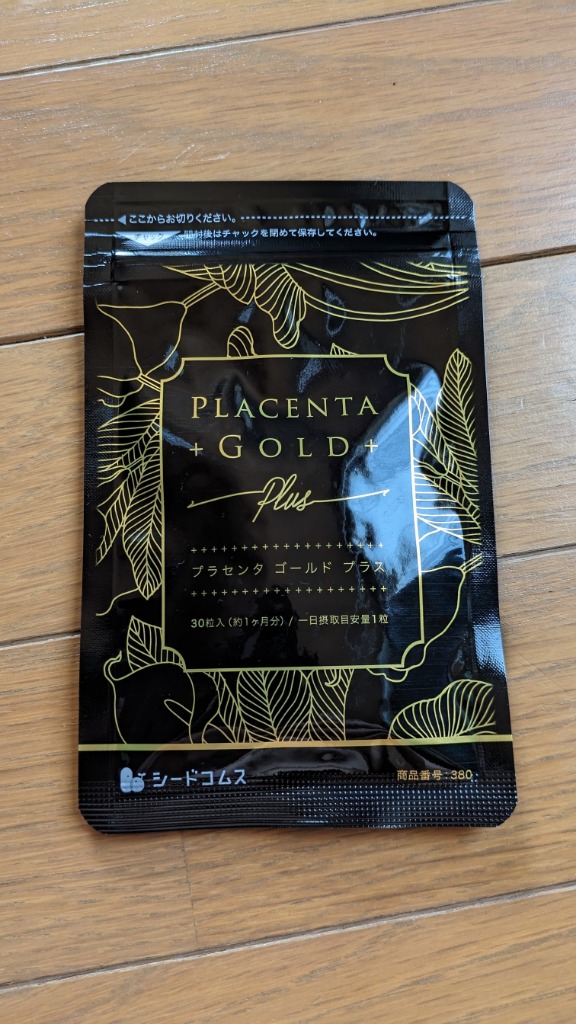 ここからお切りください。
開封後はチャックを閉めて保存してください。
PLACENTA
+ GOLD +
Plus
+++++++++++++++++++
プラセンタ ゴールド プラス
+++++++++++++++++++
30粒入(約1ヶ月分) / 一日摂取目安量1粒
シードコムス
商品番号:380